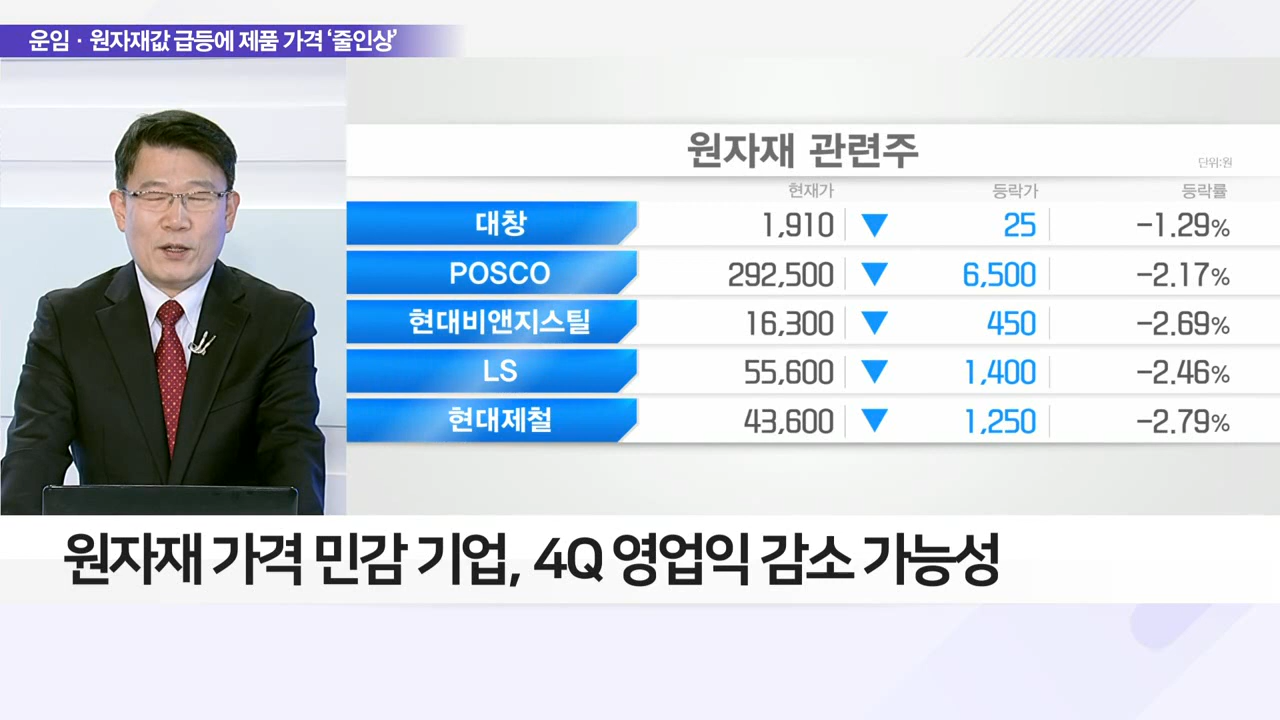 운임·원자재값 급등에 제품 가격 ‘줄인상’
원자재 관련주
단위:원
현재가 등락가 등락률
대창 1,910 ▼ 25 -1.29%
POSCO 292,500 ▼ 6,500 -2.17%
현대비앤지스틸 16,300 ▼ 450 -2.69%
LS 55,600 ▼ 1,400 -2.46%
현대제철 43,600 ▼ 1,250 -2.79%
원자재 가격 민감 기업, 4Q 영업익 감소 가능성